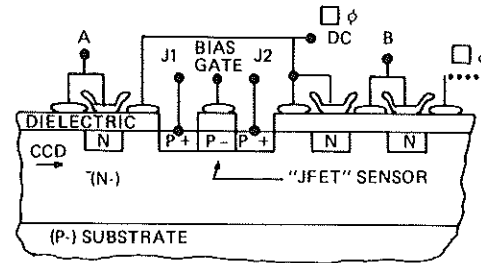 □ φ
A J1 BIAS GATE J2 DC B □ φ
DIELECTRIC
N P+ P- P+ N N
CCD
-(N-) "JFET" SENSOR
(P-) SUBSTRATE